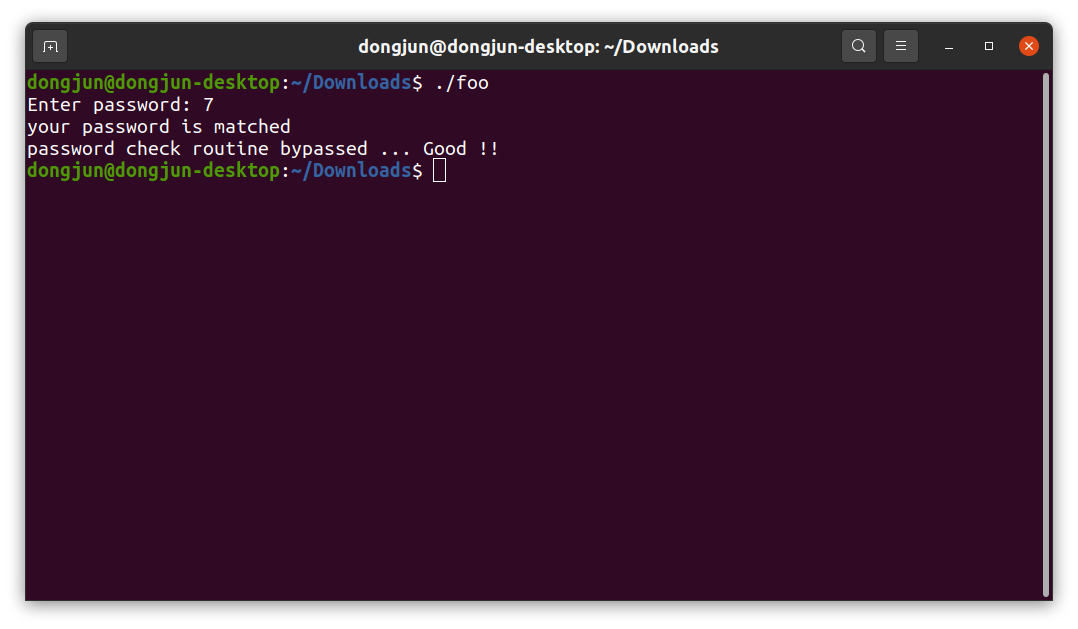 dongjun@dongjun-desktop: ~/Downloads
dongjun@dongjun-desktop:~/Downloads$ ./foo
Enter password: 7
your password is matched
password check routine bypassed ... Good !!
dongjun@dongjun-desktop:~/Downloads$